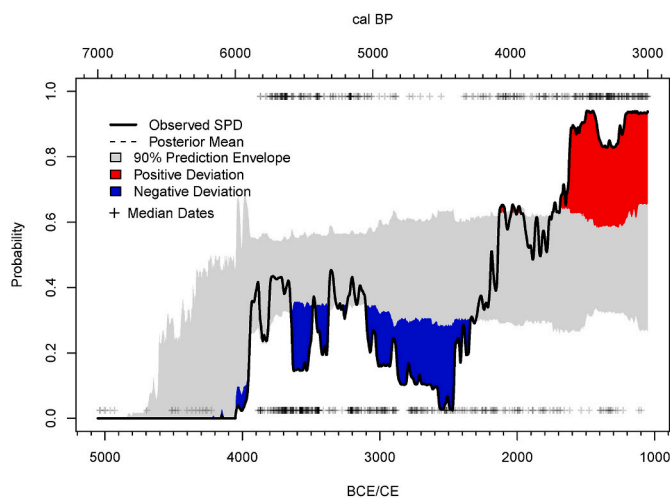 cal BP
7000 6000 5000 4000 3000
1.0
Observed SPD
Posterior Mean
90% Prediction Envelope
Positive Deviation
Negative Deviation
Median Dates
0.8
0.6
0.4
0.2
0.0
Probability
5000 4000 3000 2000 1000
BCE/CE